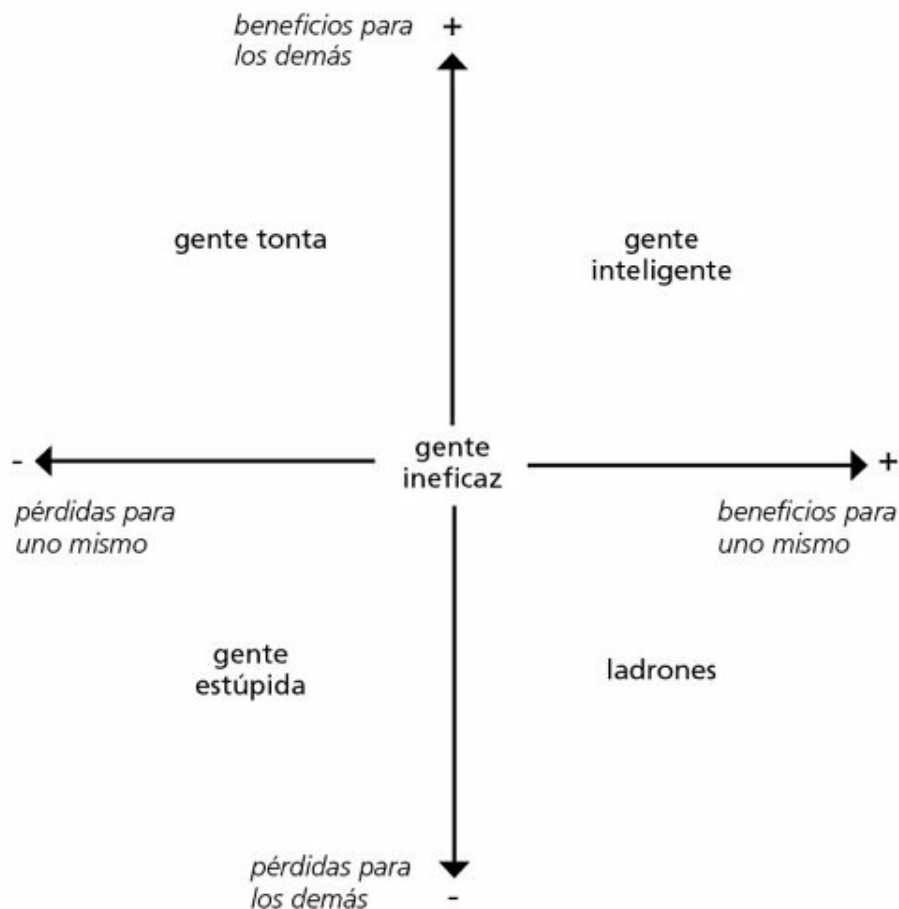 beneficios para
los demás
+
gente tonta
gente
inteligente
gente
ineficaz
-
+
pérdidas para
uno mismo
beneficios para
uno mismo
gente
estúpida
ladrones
pérdidas para
los demás
-